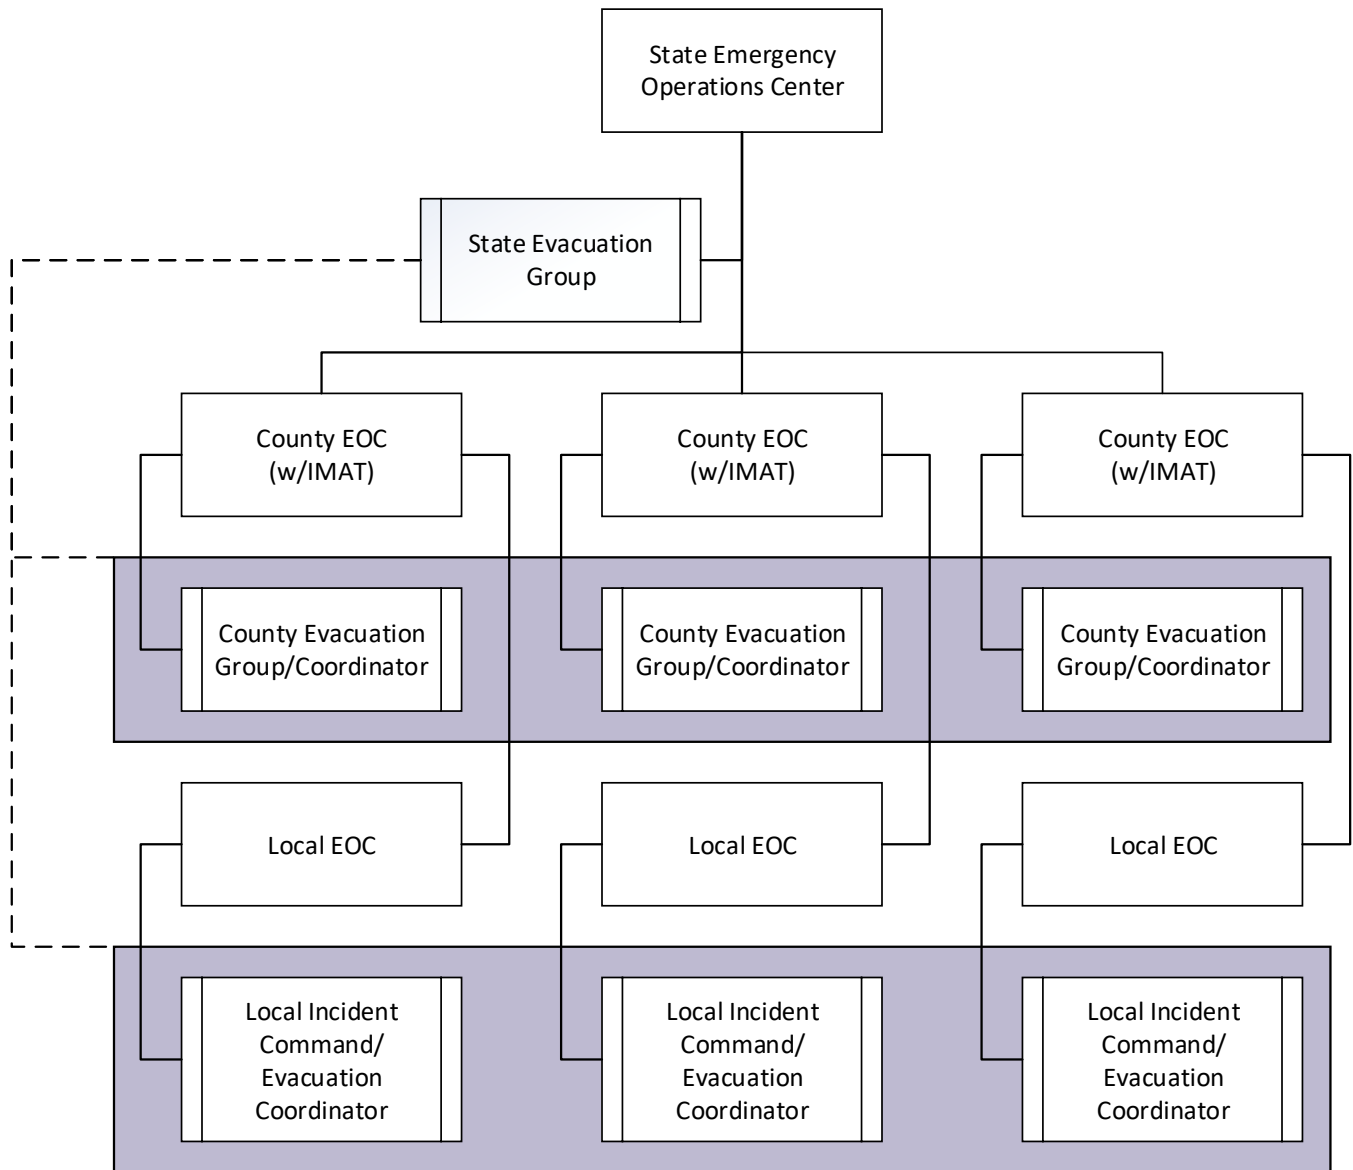 State Emergency
Operations Center
State Evacuation
Group
County EOC
(w/IMAT)
County EOC
(w/IMAT)
County EOC
(w/IMAT)
County Evacuation
Group/Coordinator
County Evacuation
Group/Coordinator
County Evacuation
Group/Coordinator
Local EOC
Local EOC
Local EOC
Local Incident
Command/
Evacuation
Coordinator
Local Incident
Command/
Evacuation
Coordinator
Local Incident
Command/
Evacuation
Coordinator